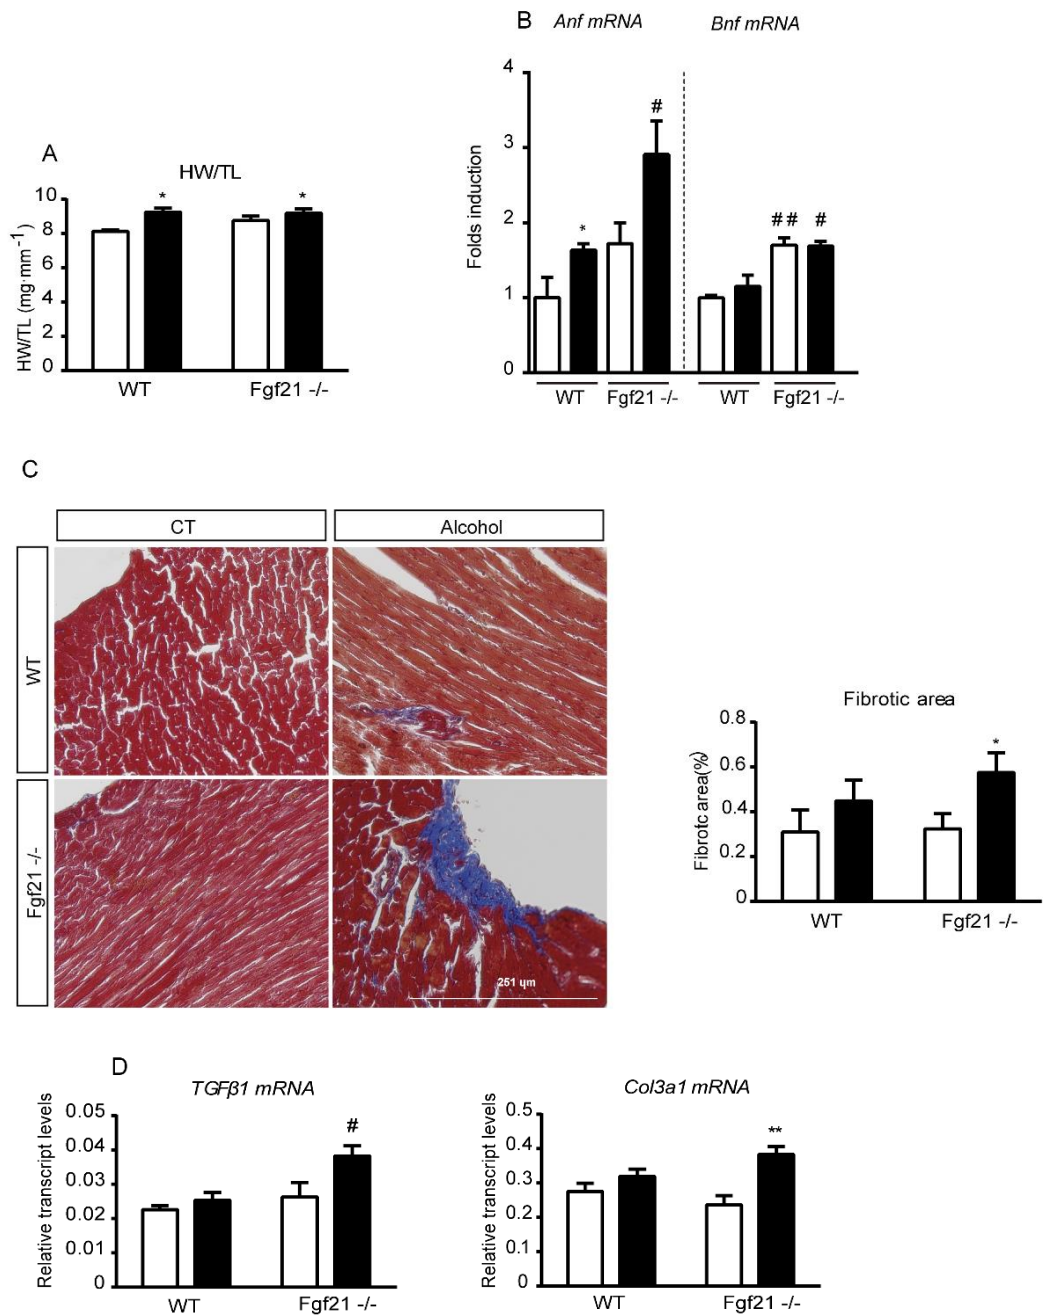 A
HW/TL
HW/TL (mg·mm⁻¹)
10
8
6
4
2
0
*
*
WT
Fgf21 -/-
B
Anf mRNA
Bnf mRNA
Folds induction
4
3
2
1
0
*
#
##
#
WT
Fgf21 -/-
WT
Fgf21 -/-
C
CT
Alcohol
WT
Fgf21 -/-
251 µm
Fibrotic area
Fibrotc area(%)
0.8
0.6
0.4
0.2
0
*
WT
Fgf21 -/-
D
TGFβ1 mRNA
Relative transcript levels
0.05
0.04
0.03
0.02
0.01
0
#
WT
Fgf21 -/-
Col3a1 mRNA
Relative transcript levels
0.5
0.4
0.3
0.2
0.1
0
**
WT
Fgf21 -/-